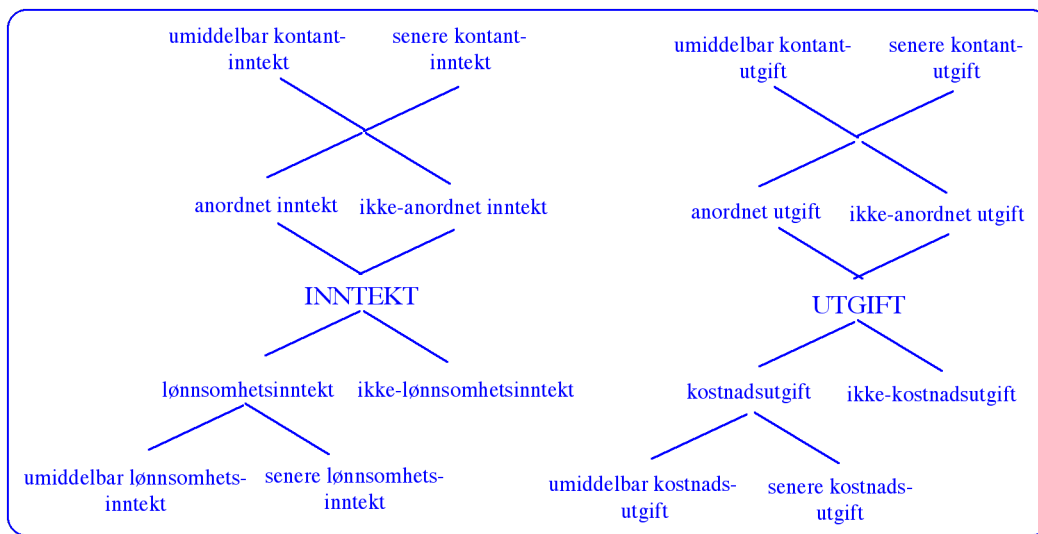 umiddelbar kontant-
inntekt
senere kontant-
inntekt
anordnet inntekt
ikke-anordnet inntekt
INNTEKT
lønnsomhetsinntekt
ikke-lønnsomhetsinntekt
umiddelbar lønnsomhets-
inntekt
senere lønnsomhets-
inntekt
umiddelbar kontant-
utgift
senere kontant-
utgift
anordnet utgift
ikke-anordnet utgift
UTGIFT
kostnadsutgift
ikke-kostnadsutgift
umiddelbar kostnads-
utgift
senere kostnads-
utgift